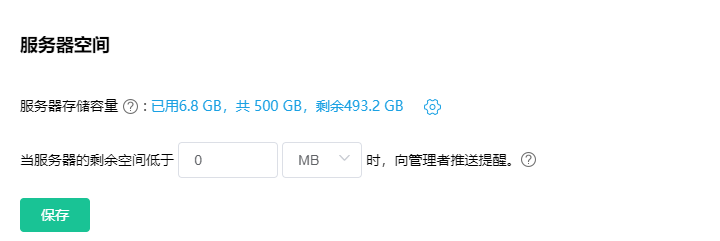 服务器空间
服务器存储容量 ? : 已用6.8 GB，共 500 GB，剩余493.2 GB
当服务器的剩余空间低于 0 MB 时，向管理者推送提醒。?
保存